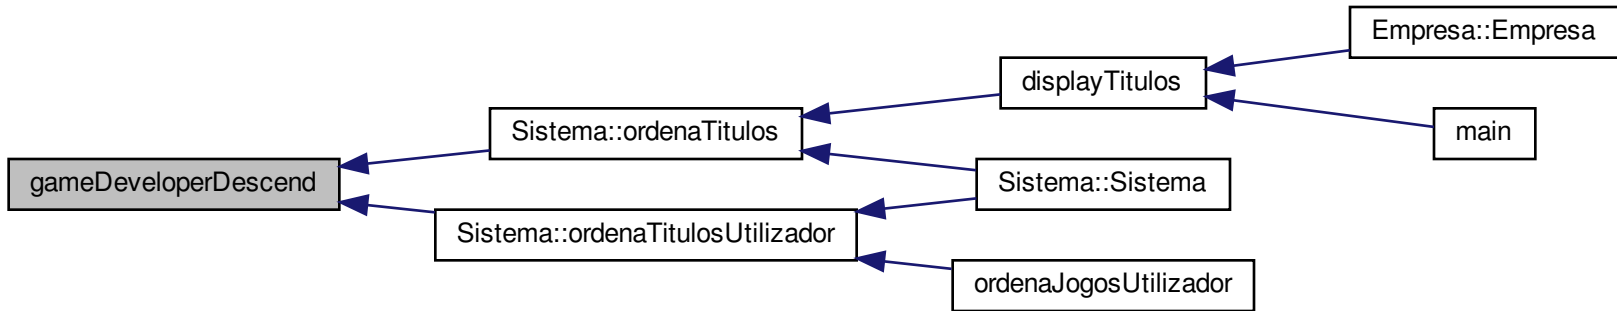 Empresa::Empresa
displayTitulos
Sistema::ordenaTitulos
main
gameDeveloperDescend
Sistema::Sistema
Sistema::ordenaTitulosUtilizador
ordenaJogosUtilizador